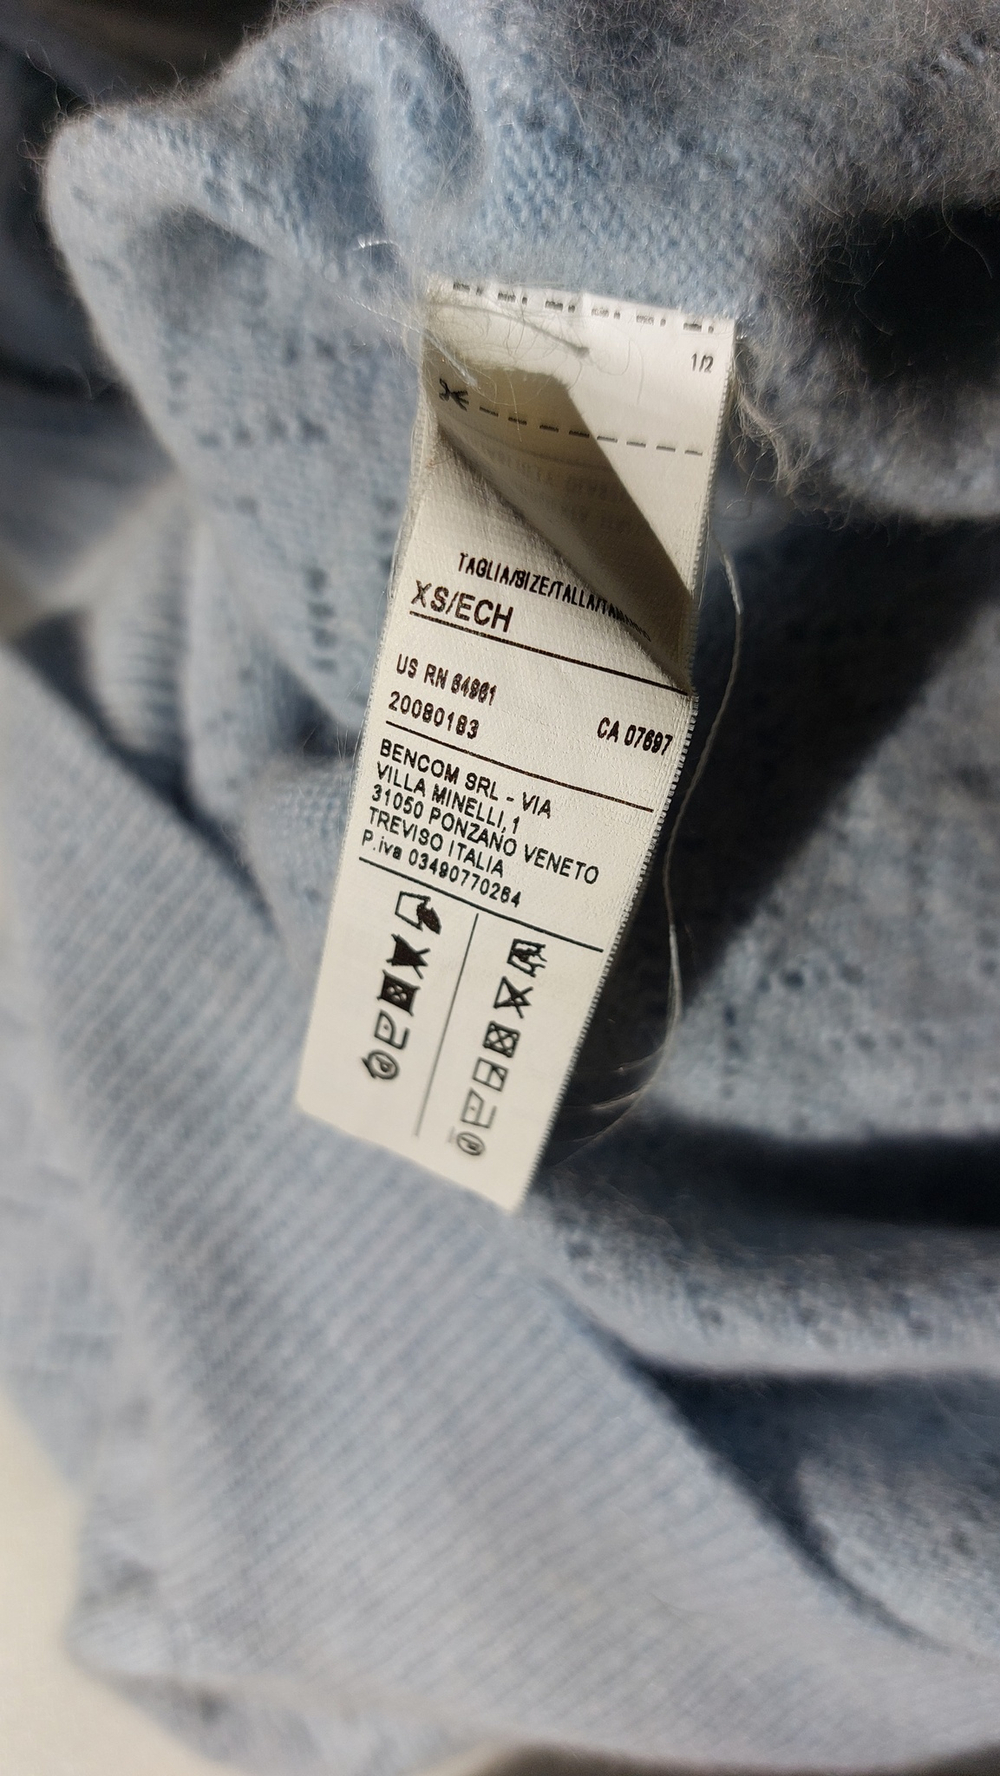 1/2
TAGLIA/SIZE/TALLA/
XS/ECH
US RN 64961
CA 07697
20080183
BENCOM SRL - VIA
VILLA MINELLI, 1
31050 PONZANO VENETO
TREVISO ITALIA
P.iva 03490770264
P
P